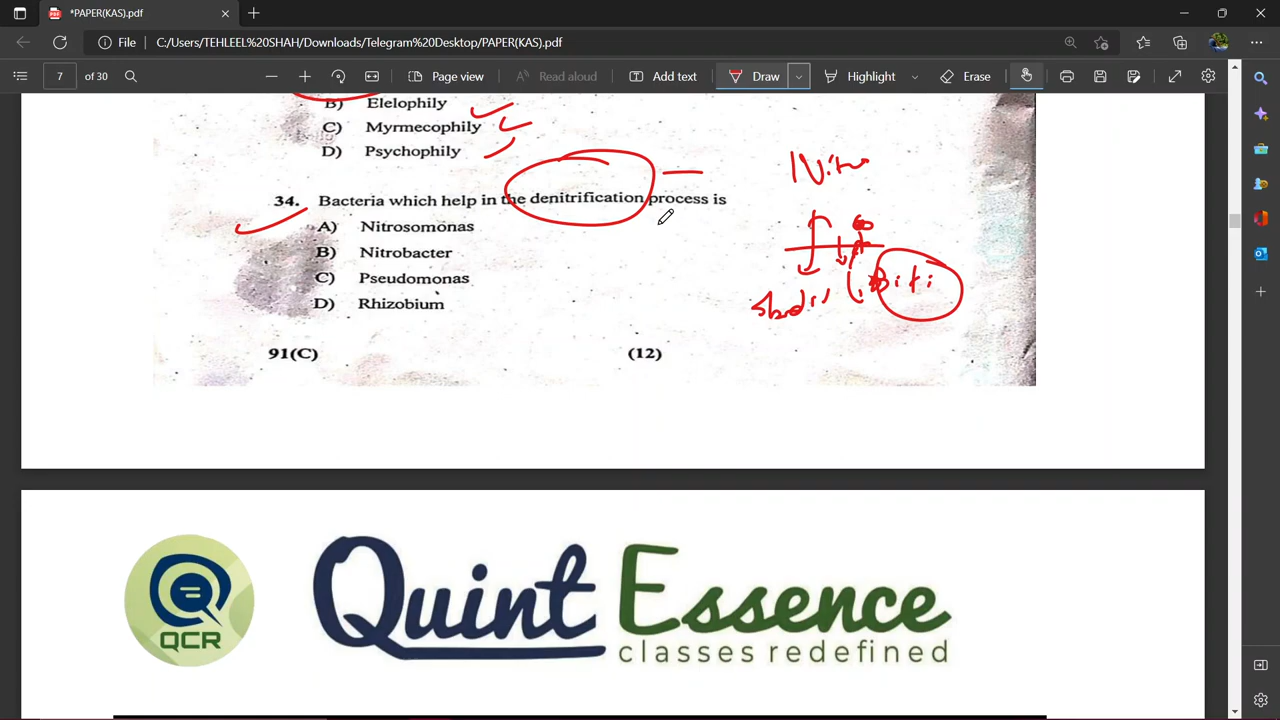 *PAPER(KAS).pdf
File C:/Users/TEHLEEL%20SHAH/Downloads/Telegram%20Desktop/PAPER(KAS).pdf
7 of 30 Page view Read aloud Add text Draw Highlight Erase
B) Elelophily
C) Myrmecophily
D) Psychophily
Nitro
34. Bacteria which help in the denitrification process is
A) Nitrosomonas
B) Nitrobacter
C) Pseudomonas
D) Rhizobium
91(C) (12)
Quint Essence
QCR
classes redefined